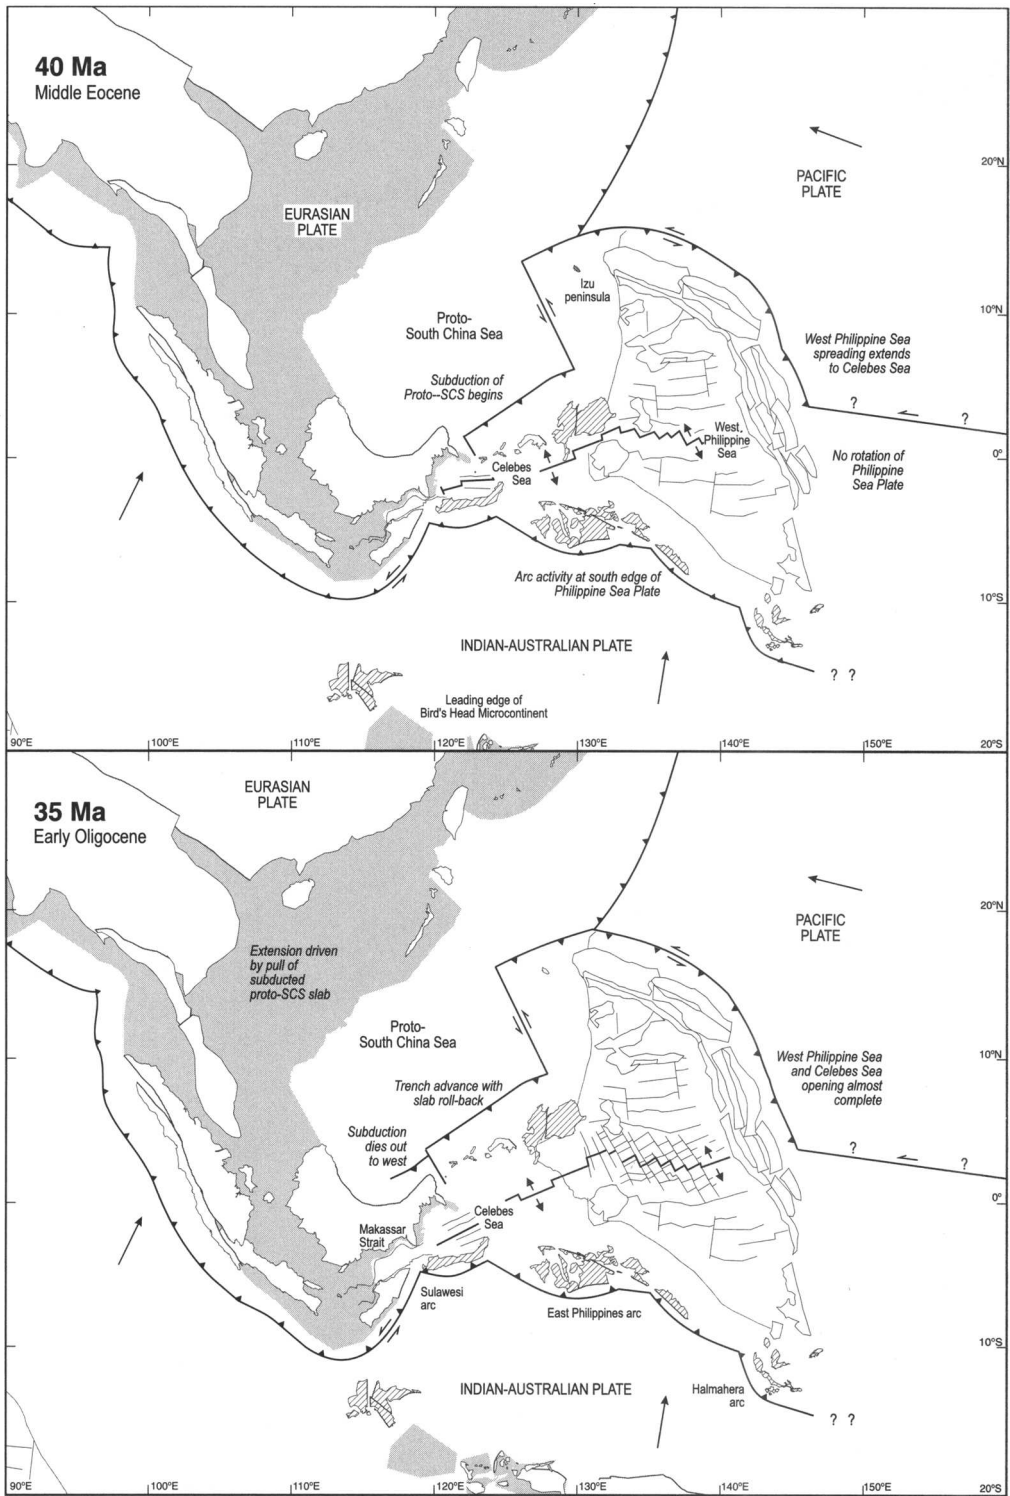 40 Ma
Middle Eocene
EURASIAN
PLATE
PACIFIC
PLATE
20°N
Izu
peninsula
10°N
Proto-
South China Sea
West Philippine Sea
spreading extends
to Celebes Sea
Subduction of
Proto--SCS begins
?
?
West
Philippine
Sea
Celebes
Sea
0°
No rotation of
Philippine
Sea Plate
Arc activity at south edge of
Philippine Sea Plate
10°S
INDIAN-AUSTRALIAN PLATE
? ?
Leading edge of
Bird's Head Microcontinent
90°E
100°E
110°E
120°E
130°E
140°E
150°E
20°S
35 Ma
Early Oligocene
EURASIAN
PLATE
PACIFIC
PLATE
20°N
Extension driven
by pull of
subducted
proto-SCS slab
Proto-
South China Sea
10°N
West Philippine Sea
and Celebes Sea
opening almost
complete
Trench advance with
slab roll-back
Subduction
dies out
to west
?
?
0°
Celebes
Sea
Makassar
Strait
Sulawesi
arc
East Philippines arc
10°S
INDIAN-AUSTRALIAN PLATE
Halmahera
arc
? ?
90°E
100°E
110°E
120°E
130°E
140°E
150°E
20°S